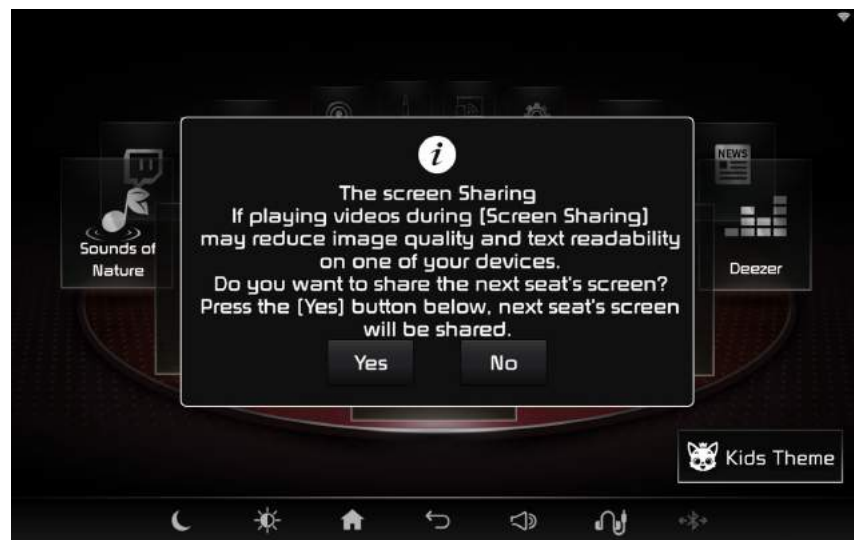 The screen Sharing
If playing videos during [Screen Sharing]
may reduce image quality and text readability
on one of your devices.
Do you want to share the next seat's screen?
Press the [Yes] button below, next seat's screen
will be shared.
Yes No
NEWS
Sounds of
Nature
Deezer
Kids Theme